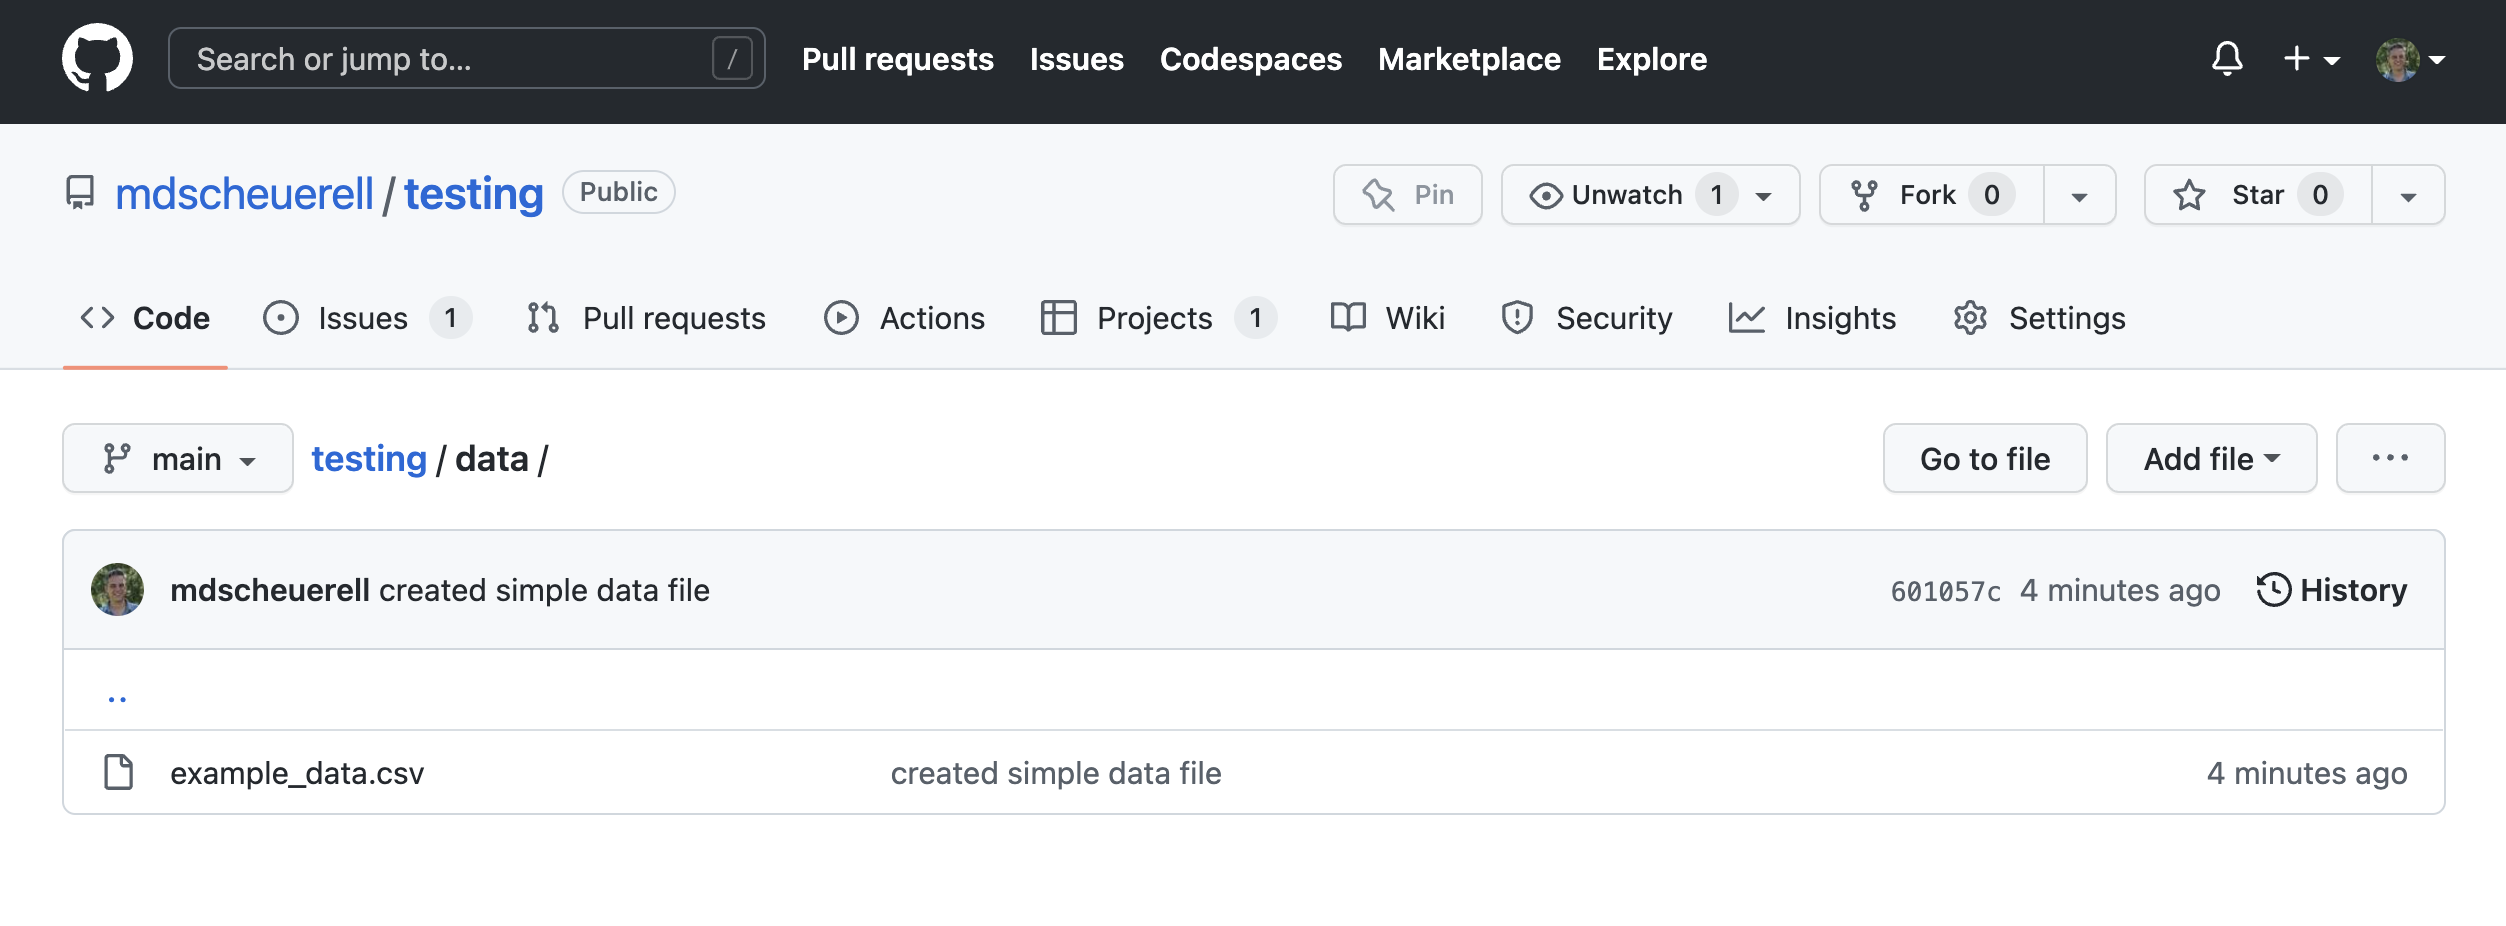 Search or jump to... / Pull requests Issues Codespaces Marketplace Explore
mdscheuerell / testing Public Pin Unwatch 1 Fork 0 Star 0
Code Issues 1 Pull requests Actions Projects 1 Wiki Security Insights Settings
main testing / data / Go to file Add file ...
mdscheuerell created simple data file 601057c 4 minutes ago History
..
example_data.csv created simple data file 4 minutes ago